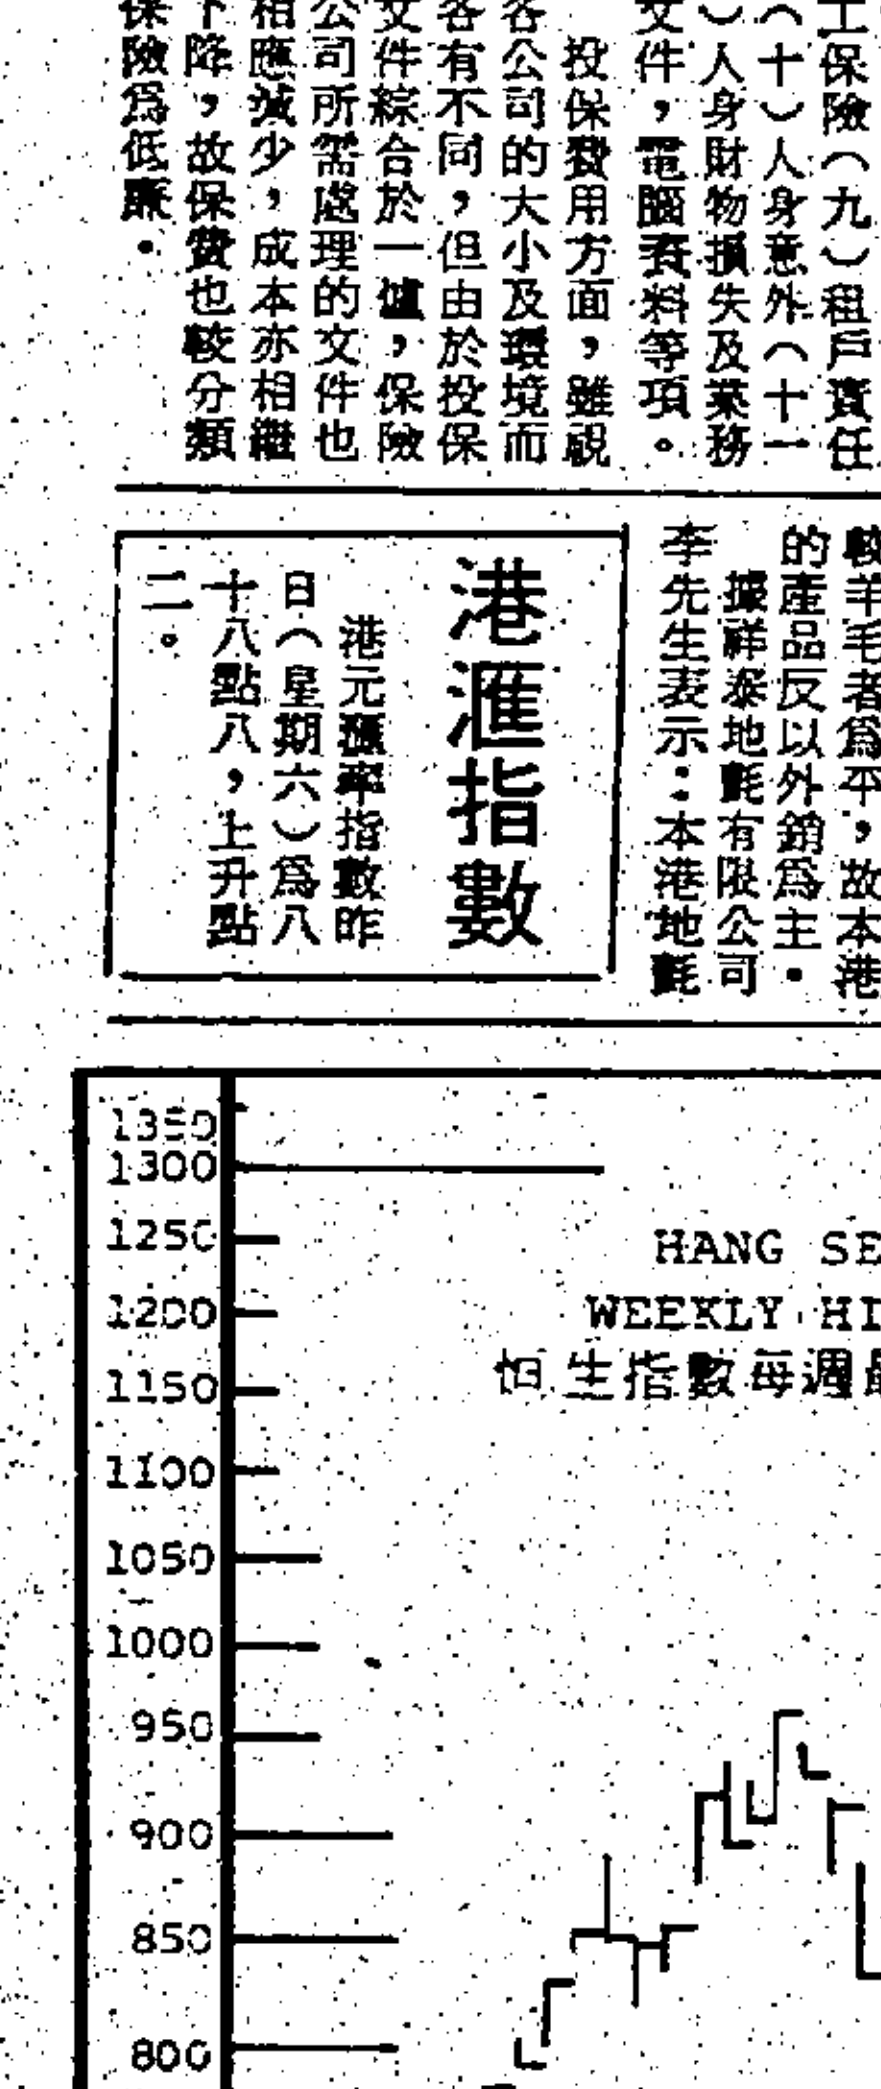 工保險（九）租戶責任
（十）人身意外（十一
）人身財物損失及業務
文件，電腦資料等項。
投保費用方面，雖視
各公司的大小及環境而
各有不同，但由於投保
文件綜合於一爐，保險
公司所需處理的文件也
相應減少，成本亦相繼
下降，故保費也較分類
保險爲低廉。
較羊毛者爲平，故本港
的產品反以外銷爲主。
據祥泰地氈有限公司
李先生表示：本港地氈
港滙指數
港元滙率指數昨
日（星期六）爲八
十八點八，上升點
二。
1350
1300
1250
1200
1150
1100
1050
1000
950
900
850
800
HANG SE
WEEKLY HI
恒生指數每週最